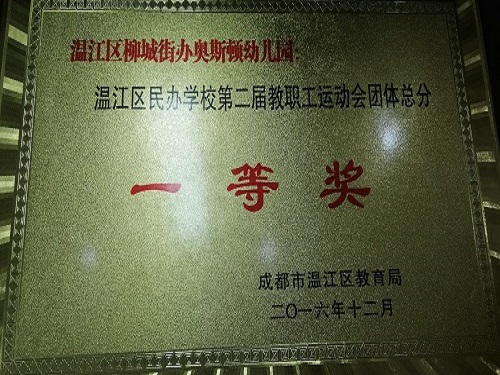 温江区柳城街办奥斯顿幼儿园:
温江区民办学校第二届教职工运动会团体总分
一等奖
成都市温江区教育局
二〇一六年十二月